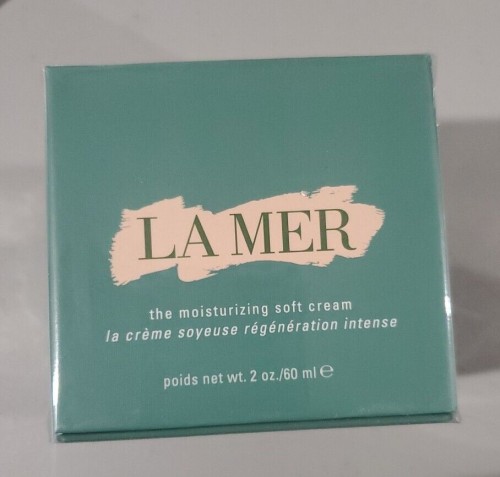 LA MER
the moisturizing soft cream
la crème soyeuse régénération intense
poids net wt. 2 oz./60 ml ℮